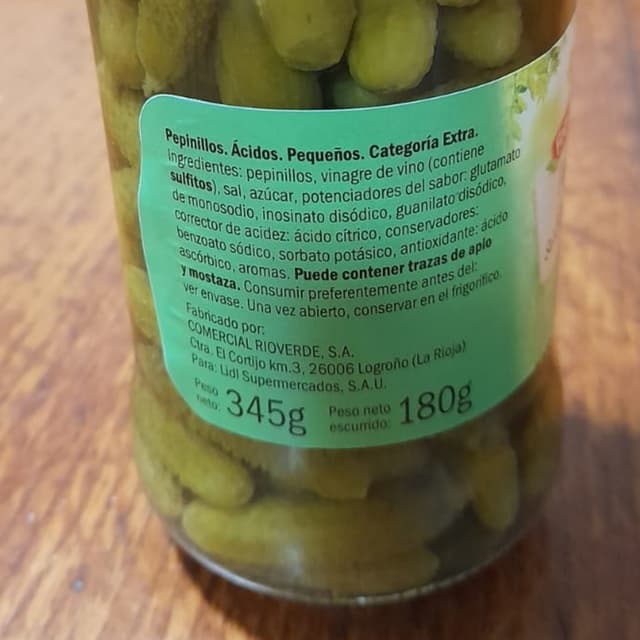 Pepinillos. Ácidos. Pequeños. Categoría Extra.
Ingredientes: pepinillos, vinagre de vino (contiene
sulfitos), sal, azúcar, potenciadores del sabor: glutamato
de monosodio, inosinato disódico, guanilato disódico,
corrector de acidez: ácido cítrico, conservadores:
benzoato sódico, sorbato potásico, antioxidante: ácido
ascórbico, aromas. Puede contener trazas de apio
y mostaza. Consumir preferentemente antes del:
ver envase. Una vez abierto, conservar en el frigorífico.
Fabricado por:
COMERCIAL RIOVERDE, S.A.
Ctra. El Cortijo km.3, 26006 Logroño (La Rioja)
Para: Lidl Supermercados, S.A.U.
Peso neto: 345g Peso neto escurrido: 180g